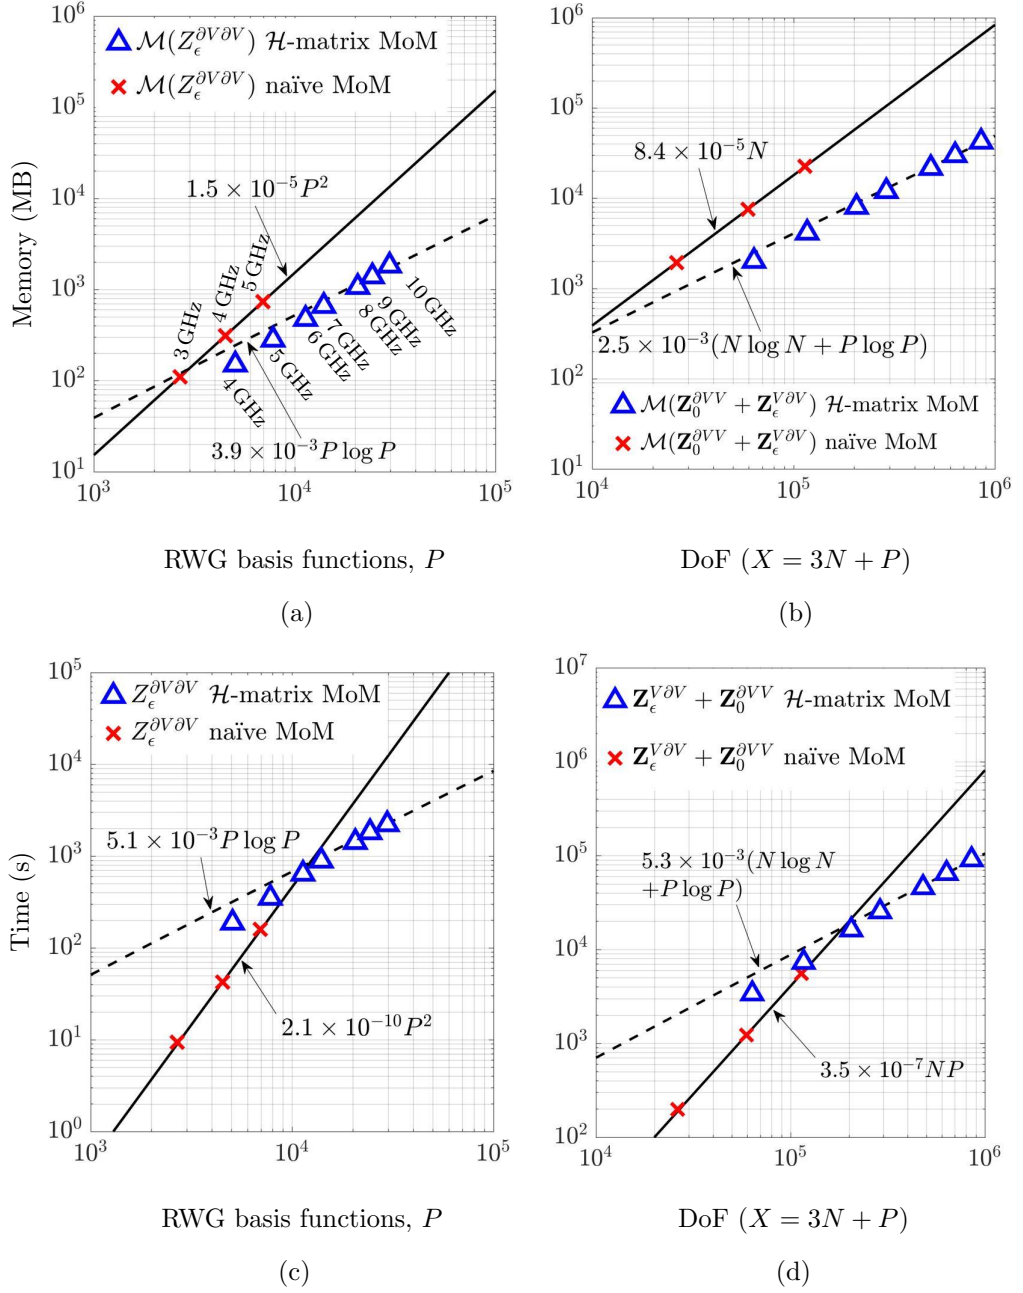 10^6
10^5
10^4
10^3
10^2
10^1
Memory (MB)
M(Z_ϵ^{∂V∂V}) H-matrix MoM
M(Z_ϵ^{∂V∂V}) naïve MoM
1.5 × 10^{-5}P^2
3 GHz
4 GHz
5 GHz
4 GHz
5 GHz
6 GHz
7 GHz
8 GHz
9 GHz
10 GHz
3.9 × 10^{-3}P log P
10^3
10^4
10^5
RWG basis functions, P
(a)
10^6
10^5
10^4
10^3
10^2
10^1
8.4 × 10^{-5}N
2.5 × 10^{-3}(N log N + P log P)
M(Z_0^{∂VV} + Z_ϵ^{V∂V}) H-matrix MoM
M(Z_0^{∂VV} + Z_ϵ^{V∂V}) naïve MoM
10^4
10^5
10^6
DoF (X = 3N + P)
(b)
10^5
10^4
10^3
10^2
10^1
10^0
Time (s)
Z_ϵ^{∂V∂V} H-matrix MoM
Z_ϵ^{∂V∂V} naïve MoM
5.1 × 10^{-3}P log P
2.1 × 10^{-10}P^2
10^3
10^4
10^5
RWG basis functions, P
(c)
10^7
10^6
10^5
10^4
10^3
10^2
Z_ϵ^{V∂V} + Z_0^{∂VV} H-matrix MoM
Z_ϵ^{V∂V} + Z_0^{∂VV} naïve MoM
5.3 × 10^{-3}(N log N
+P log P)
3.5 × 10^{-7}NP
10^4
10^5
10^6
DoF (X = 3N + P)
(d)